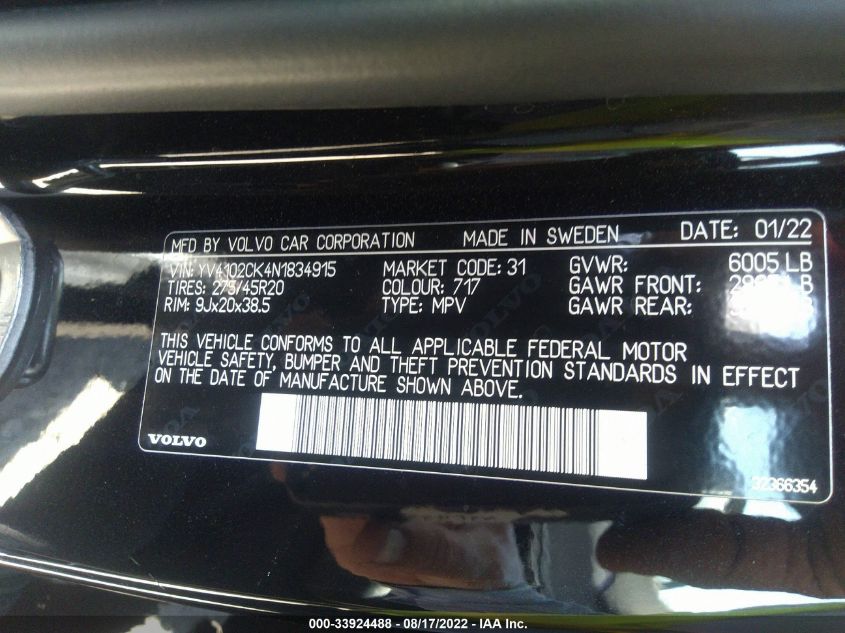 MFD BY VOLVO CAR CORPORATION MADE IN SWEDEN DATE: 01/22
VIN: YV4102CK4N1834915 MARKET CODE: 31 GVWR: 6005 LB
TIRES: 275/45R20 COLOUR: 717 GAWR FRONT: LB
RIM: 9Jx20x38.5 TYPE: MPV GAWR REAR:
THIS VEHICLE CONFORMS TO ALL APPLICABLE FEDERAL MOTOR
VEHICLE SAFETY, BUMPER AND THEFT PREVENTION STANDARDS IN EFFECT
ON THE DATE OF MANUFACTURE SHOWN ABOVE.
VOLVO
32366354
000-33924488 - 08/17/2022 - IAA Inc.